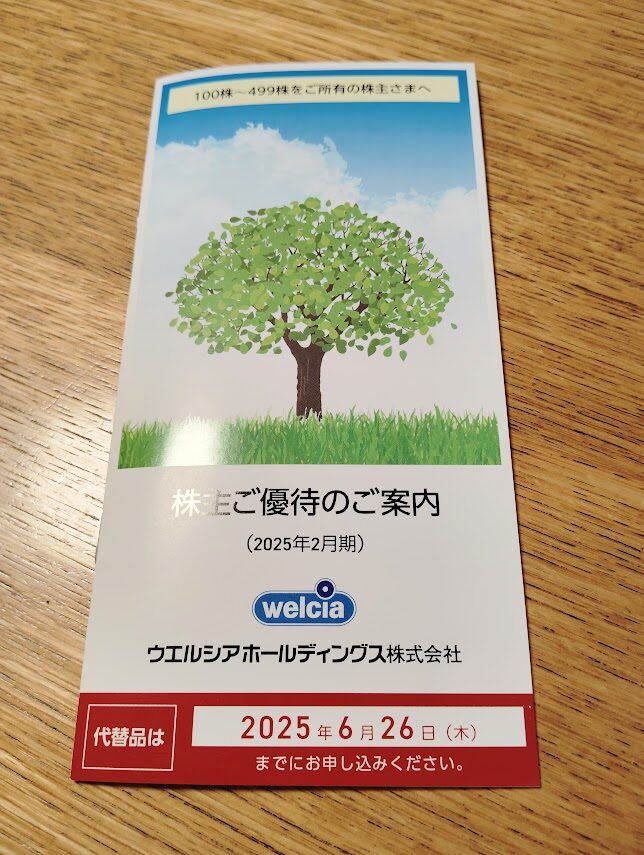 100株～499株をご所有の株主さまへ
株主ご優待のご案内
（2025年2月期）
welcia
ウエルシアホールディングス株式会社
代替品は
2025年6月26日（木）
までにお申し込みください。